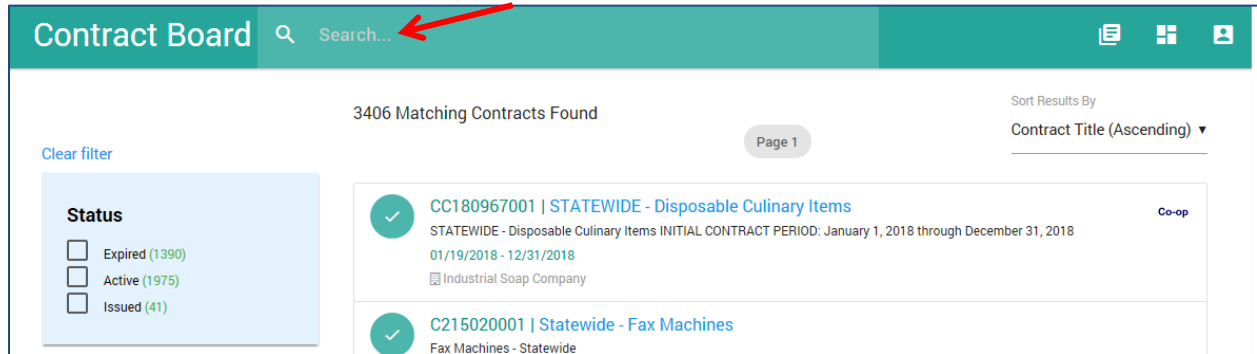 Contract Board
Search...
3406 Matching Contracts Found
Sort Results By
Contract Title (Ascending)
Page 1
Clear filter
Status
Expired (1390)
Active (1975)
Issued (41)
CC180967001 | STATEWIDE - Disposable Culinary Items
Co-op
STATEWIDE - Disposable Culinary Items INITIAL CONTRACT PERIOD: January 1, 2018 through December 31, 2018
01/19/2018 - 12/31/2018
Industrial Soap Company
C215020001 | Statewide - Fax Machines
Fax Machines - Statewide